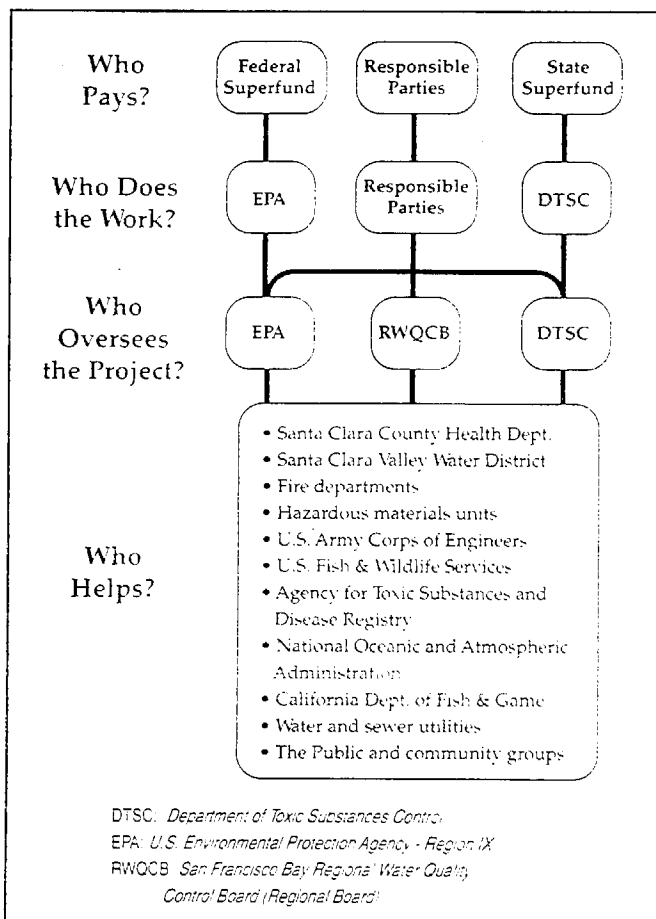 Who
Pays?
Federal
Superfund
Responsible
Parties
State
Superfund
Who Does
the Work?
EPA
Responsible
Parties
DTSC
Who
Oversees
the Project?
EPA
RWQCB
DTSC
Who
Helps?
• Santa Clara County Health Dept.
• Santa Clara Valley Water District
• Fire departments
• Hazardous materials units
• U.S. Army Corps of Engineers
• U.S. Fish & Wildlife Services
• Agency for Toxic Substances and
Disease Registry
• National Oceanic and Atmospheric
Administration
• California Dept. of Fish & Game
• Water and sewer utilities
• The Public and community groups
DTSC: Department of Toxic Substances Control
EPA: U.S. Environmental Protection Agency - Region IX
RWQCB San Francisco Bay Regional Water Quality
Control Board (Regional Board)